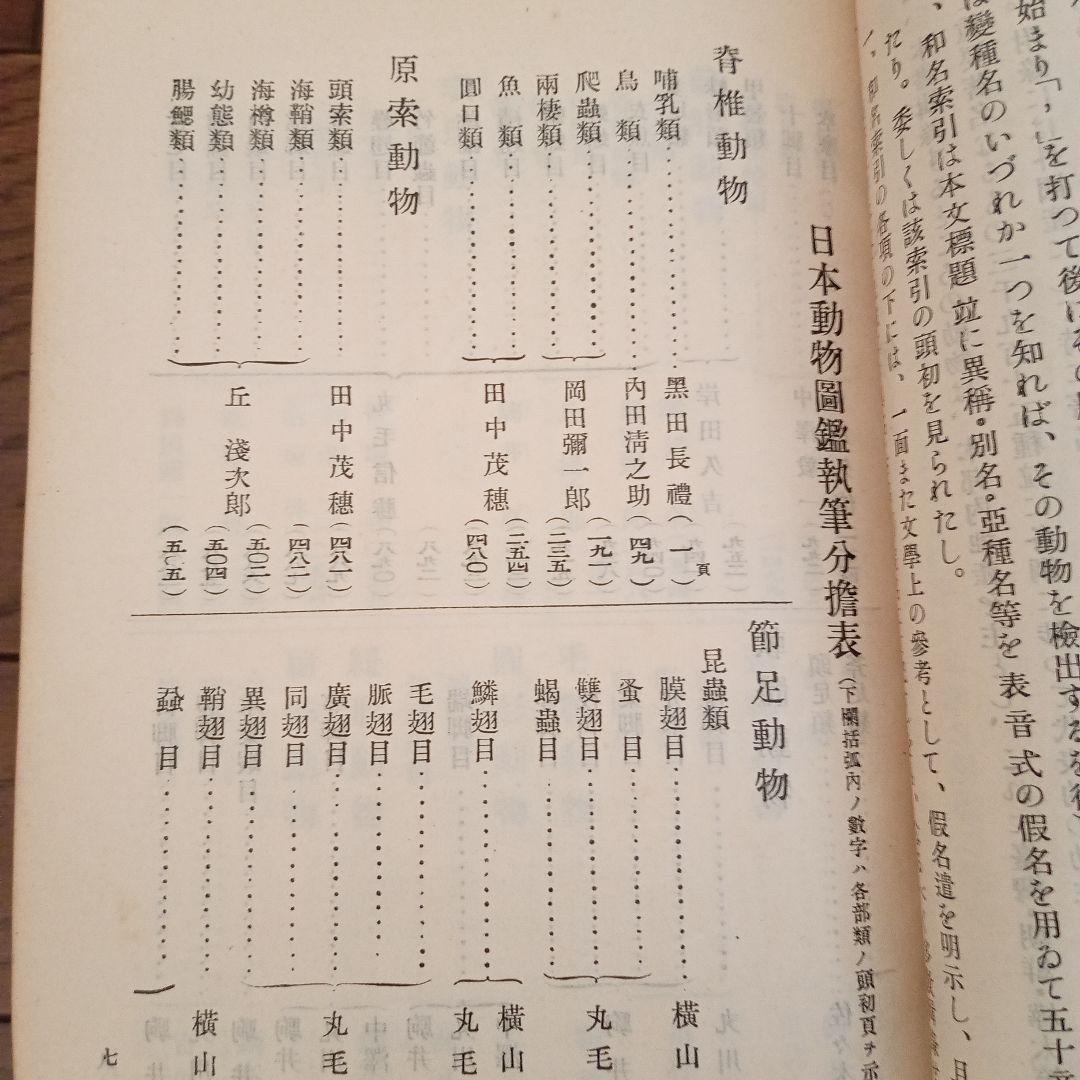 始まり「，」を打つて後に
變種名のいづれか一つを知れば、その動物を檢出する
、和名索引は本文標題竝に異稱・別名・亞種名等を表音式の假名を用ゐて五十
たり。委しくは該索引の頭初を見られたし。
和名索引の各項の下には、一面また文學上の參考として、假名遣を明示し、
日本動物圖鑑執筆分擔表（下欄括弧內ノ數字ハ各部類ノ頭初頁ヲ示
脊椎動物
哺乳類 黑田長禮（一頁）
鳥類 內田淸之助（四九）
爬蟲類（一九一）
兩棲類 岡田彌一郎（二三五）
魚類（二五四）
圓口類 田中茂穗（四八〇）
原索動物
頭索類 田中茂穗（四八一）
海鞘類（四八二）
海樽類（五〇二）
幼態類 丘淺次郎（五〇四）
腸鰓類（五〇五）
節足動物
昆蟲類
膜翅目 橫山
蚤目
雙翅目 丸毛
蝎蟲目
鱗翅目 橫山 丸毛
毛翅目
脈翅目
廣翅目 丸毛
同翅目
異翅目
鞘翅目 橫山
目
七